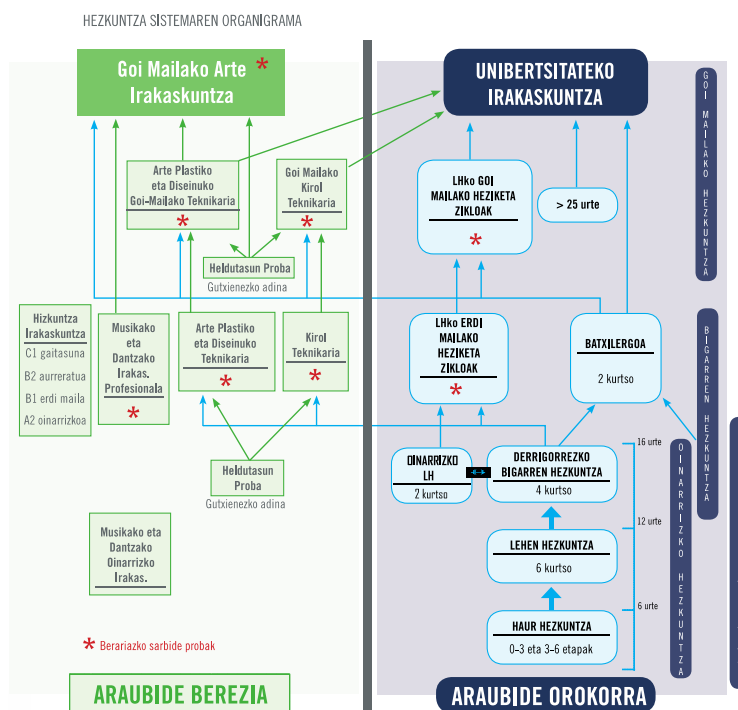 HEZKUNTZA SISTEMAREN ORGANIGRAMA
Goi Mailako Arte *
Irakaskuntza
UNIBERTSITATEKO
IRAKASKUNTZA
Arte Plastiko
eta Diseinuko
Goi-Mailako Teknikaria
*
Goi Mailako
Kirol
Teknikaria
*
LHko GOI
MAILAKO HEZIKETA
ZIKLOAK
*
> 25 urte
GOI MAILAKO HEZKUNTZA
Heldutasun Proba
Gutxienezko adina
Hizkuntza
Irakaskuntza
C1 gaitasuna
B2 aurreratua
B1 erdi maila
A2 oinarrizkoa
Musikako
eta
Dantzako
Irakas.
Profesionala
*
Arte Plastiko
eta Diseinuko
Teknikaria
*
Kirol
Teknikaria
*
LHko ERDI
MAILAKO
HEZIKETA
ZIKLOAK
*
BATXILERGOA
2 kurtso
BIGARREN HEZKUNTZA
Heldutasun
Proba
Gutxienezko adina
OINARRIZKO
LH
2 kurtso
DERRIGORREZKO
BIGARREN HEZKUNTZA
4 kurtso
16 urte
OINARRIZKO HEZKUNTZA
Musikako eta
Dantzako
Oinarrizko
Irakas.
LEHEN HEZKUNTZA
6 kurtso
12 urte
HAUR HEZKUNTZA
0-3 eta 3-6 etapak
6 urte
* Berariazko sarbide probak
ARAUBIDE BEREZIA
ARAUBIDE OROKORRA